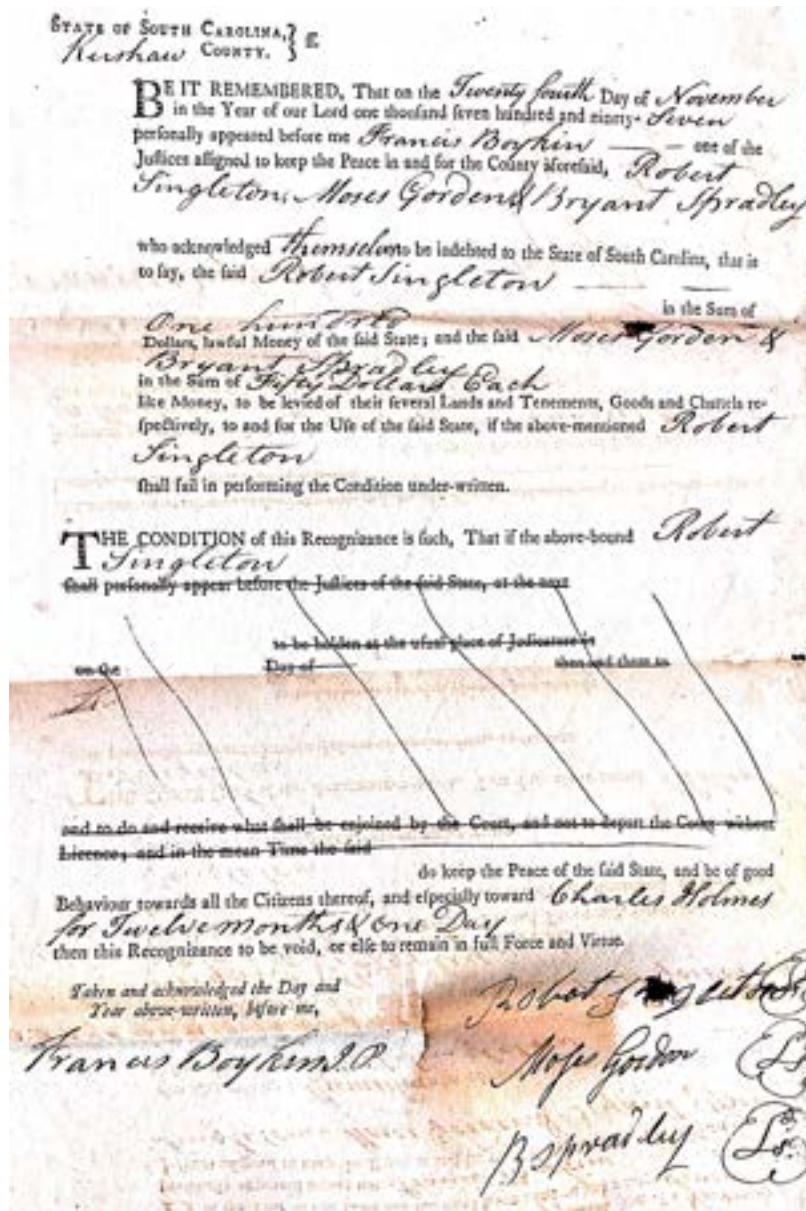 STATE OF SOUTH CAROLINA,
Kershaw COUNTY.
BE IT REMEMBERED, That on the Twenty fourth Day of November
in the Year of our Lord one thouſand ſeven hundred and ninety-Seven
perſonally appeared before me Francis Boykin — — one of the
Juſtices aſſigned to keep the Peace in and for the County aforeſaid, Robert
Singleton, Moses Gorden & Bryant Spradley
who acknowledged themselves to be indebted to the State of South Carolina, that is
to ſay, the ſaid Robert Singleton
in the Sum of
One hundred
Dollars, lawful Money of the ſaid State; and the ſaid Moses Gorden &
Bryant Spradley
in the Sum of Fifty Dollars Each
like Money, to be levied of their ſeveral Lands and Tenements, Goods and Chattels re-
ſpectively, to and for the Uſe of the ſaid State, if the above-mentioned Robert
Singleton
ſhall fail in performing the Condition under-written.
THE CONDITION of this Recognizance is ſuch, That if the above-bound Robert
Singleton
ſhall perſonally appear before the Juſtices of the ſaid State, at the next
to be holden at the uſual place of Judicature in
on the Day of then and there to
and to do and receive what ſhall be enjoined by the Court, and not to depart the Court without
Licence; and in the mean Time the ſaid
do keep the Peace of the ſaid State, and be of good
Behaviour towards all the Citizens thereof, and eſpecially toward Charles Holmes
for Twelve months & One Day
then this Recognizance to be void, or elſe to remain in full Force and Virtue.
Taken and acknowledged the Day and
Year above-written, before me,
Francis Boykin J.P.
Robert Singleton
Moſes Gordon Ls.
B Spradley Ls.